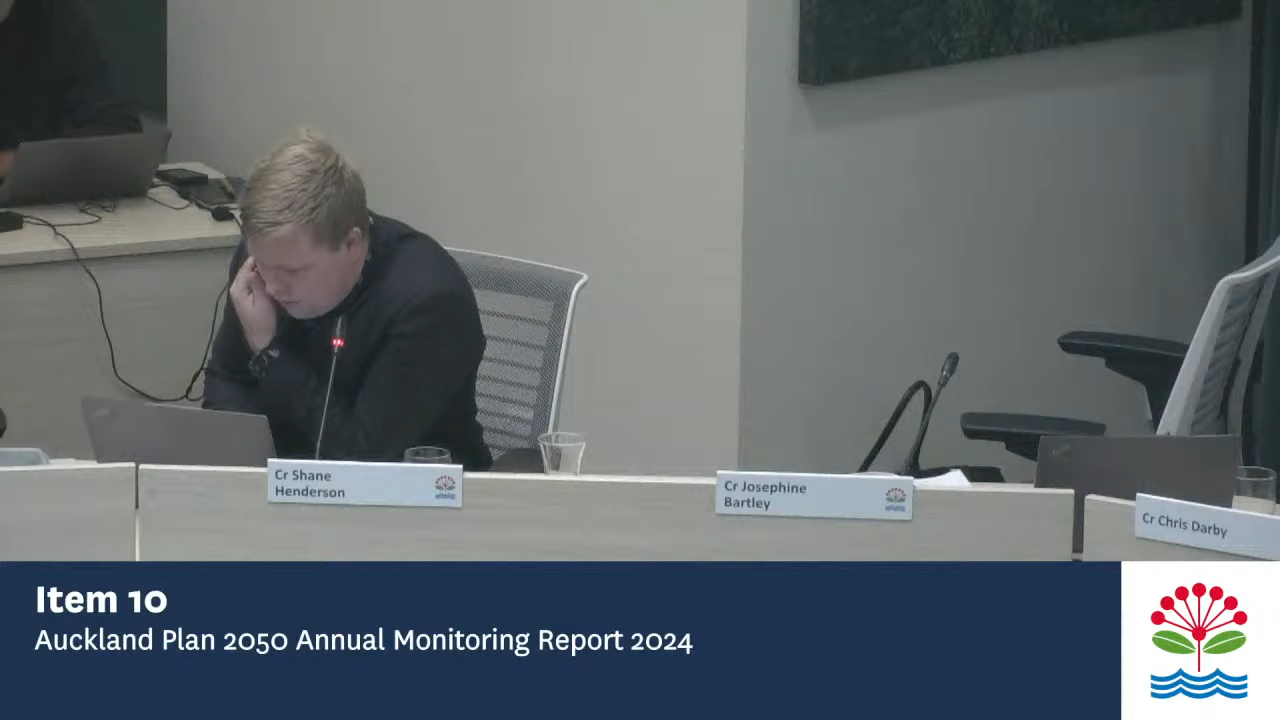 Cr Shane
Henderson
Cr Josephine
Bartley
Cr Chris Darby
Item 10
Auckland Plan 2050 Annual Monitoring Report 2024